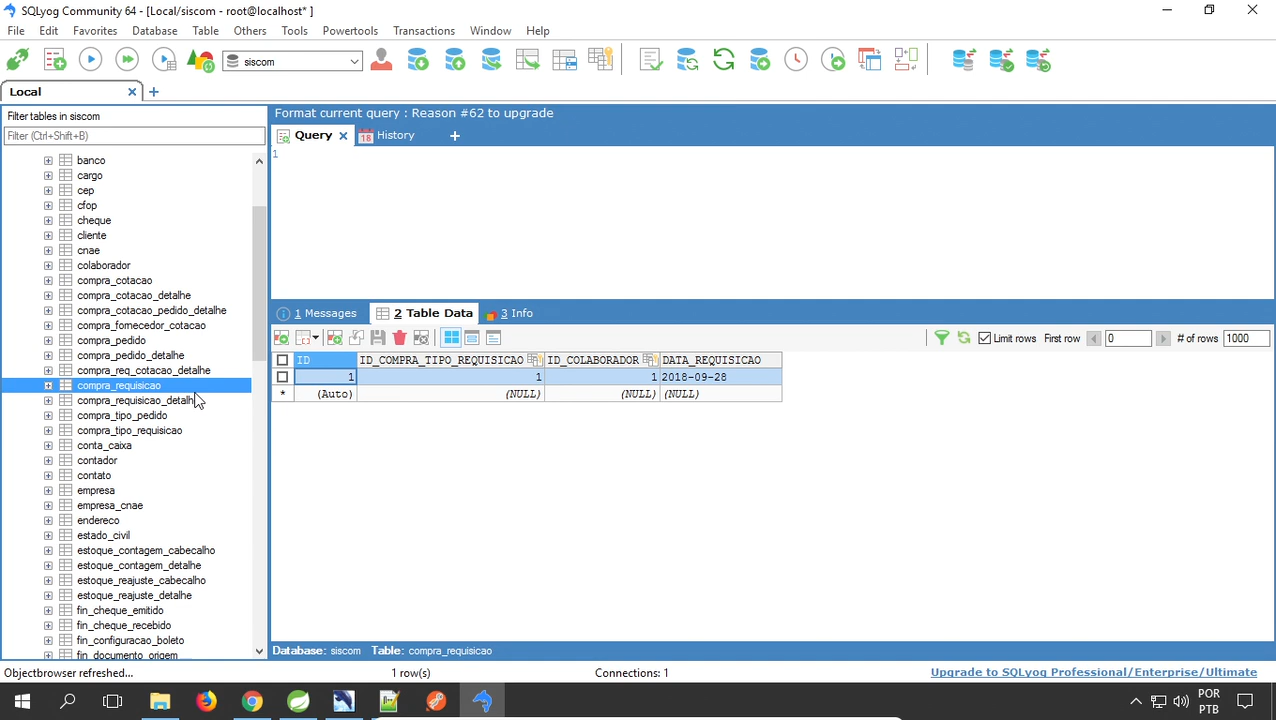 SQLyog Community 64 - [Local/siscom - root@localhost* ]
File Edit Favorites Database Table Others Tools Powertools Transactions Window Help
siscom
Local
Filter tables in siscom
Filter (Ctrl+Shift+B)
banco
cargo
cep
cfop
cheque
cliente
cnae
colaborador
compra_cotacao
compra_cotacao_detalhe
compra_cotacao_pedido_detalhe
compra_fornecedor_cotacao
compra_pedido
compra_pedido_detalhe
compra_req_cotacao_detalhe
compra_requisicao
compra_requisicao_detalh
compra_tipo_pedido
compra_tipo_requisicao
conta_caixa
contador
contato
empresa
empresa_cnae
endereco
estado_civil
estoque_contagem_cabecalho
estoque_contagem_detalhe
estoque_reajuste_cabecalho
estoque_reajuste_detalhe
fin_cheque_emitido
fin_cheque_recebido
fin_configuracao_boleto
fin_documento_origem
Format current query : Reason #62 to upgrade
Query 18 History
1
1 Messages 2 Table Data 3 Info
Limit rows First row 0 # of rows 1000
ID ID_COMPRA_TIPO_REQUISICAO ID_COLABORADOR DATA_REQUISICAO
1 1 1 2018-09-28
* (Auto) (NULL) (NULL) (NULL)
Database: siscom Table: compra_requisicao
Objectbrowser refreshed... 1 row(s) Connections: 1 Upgrade to SQLyog Professional/Enterprise/Ultimate
POR
PTB